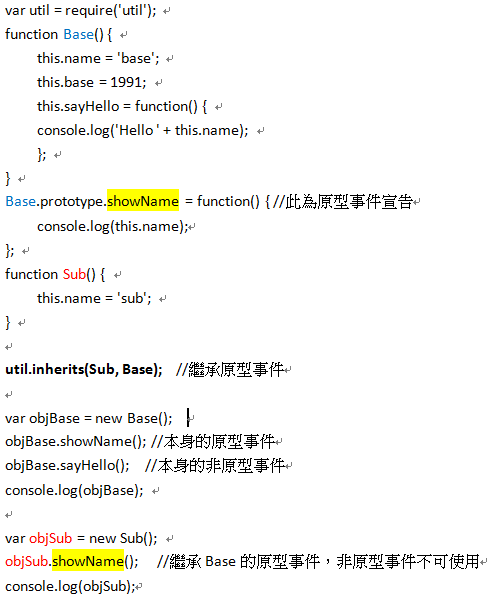 var util = require('util'); ↵
function Base() { ↵
this.name = 'base'; ↵
this.base = 1991; ↵
this.sayHello = function() { ↵
console.log('Hello ' + this.name); ↵
}; ↵
} ↵
Base.prototype.showName = function() { //此為原型事件宣告↵
console.log(this.name);↵
}; ↵
function Sub() { ↵
this.name = 'sub'; ↵
} ↵
↵
util.inherits(Sub, Base); //繼承原型事件↵
↵
var objBase = new Base(); ↵
objBase.showName(); //本身的原型事件↵
objBase.sayHello(); //本身的非原型事件↵
console.log(objBase); ↵
↵
var objSub = new Sub(); ↵
objSub.showName(); //繼承 Base 的原型事件，非原型事件不可使用↵
console.log(objSub);↵